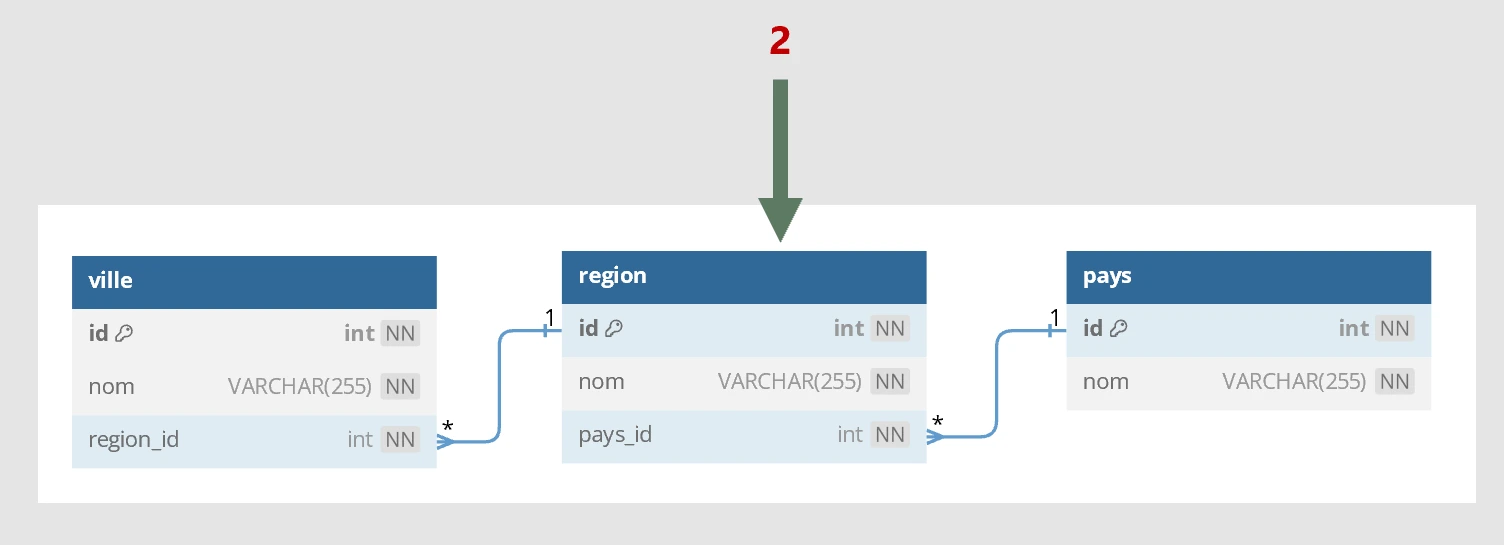 2
ville
id int NN
nom VARCHAR(255) NN
region_id int NN
*
1
region
id int NN
nom VARCHAR(255) NN
pays_id int NN
*
1
pays
id int NN
nom VARCHAR(255) NN